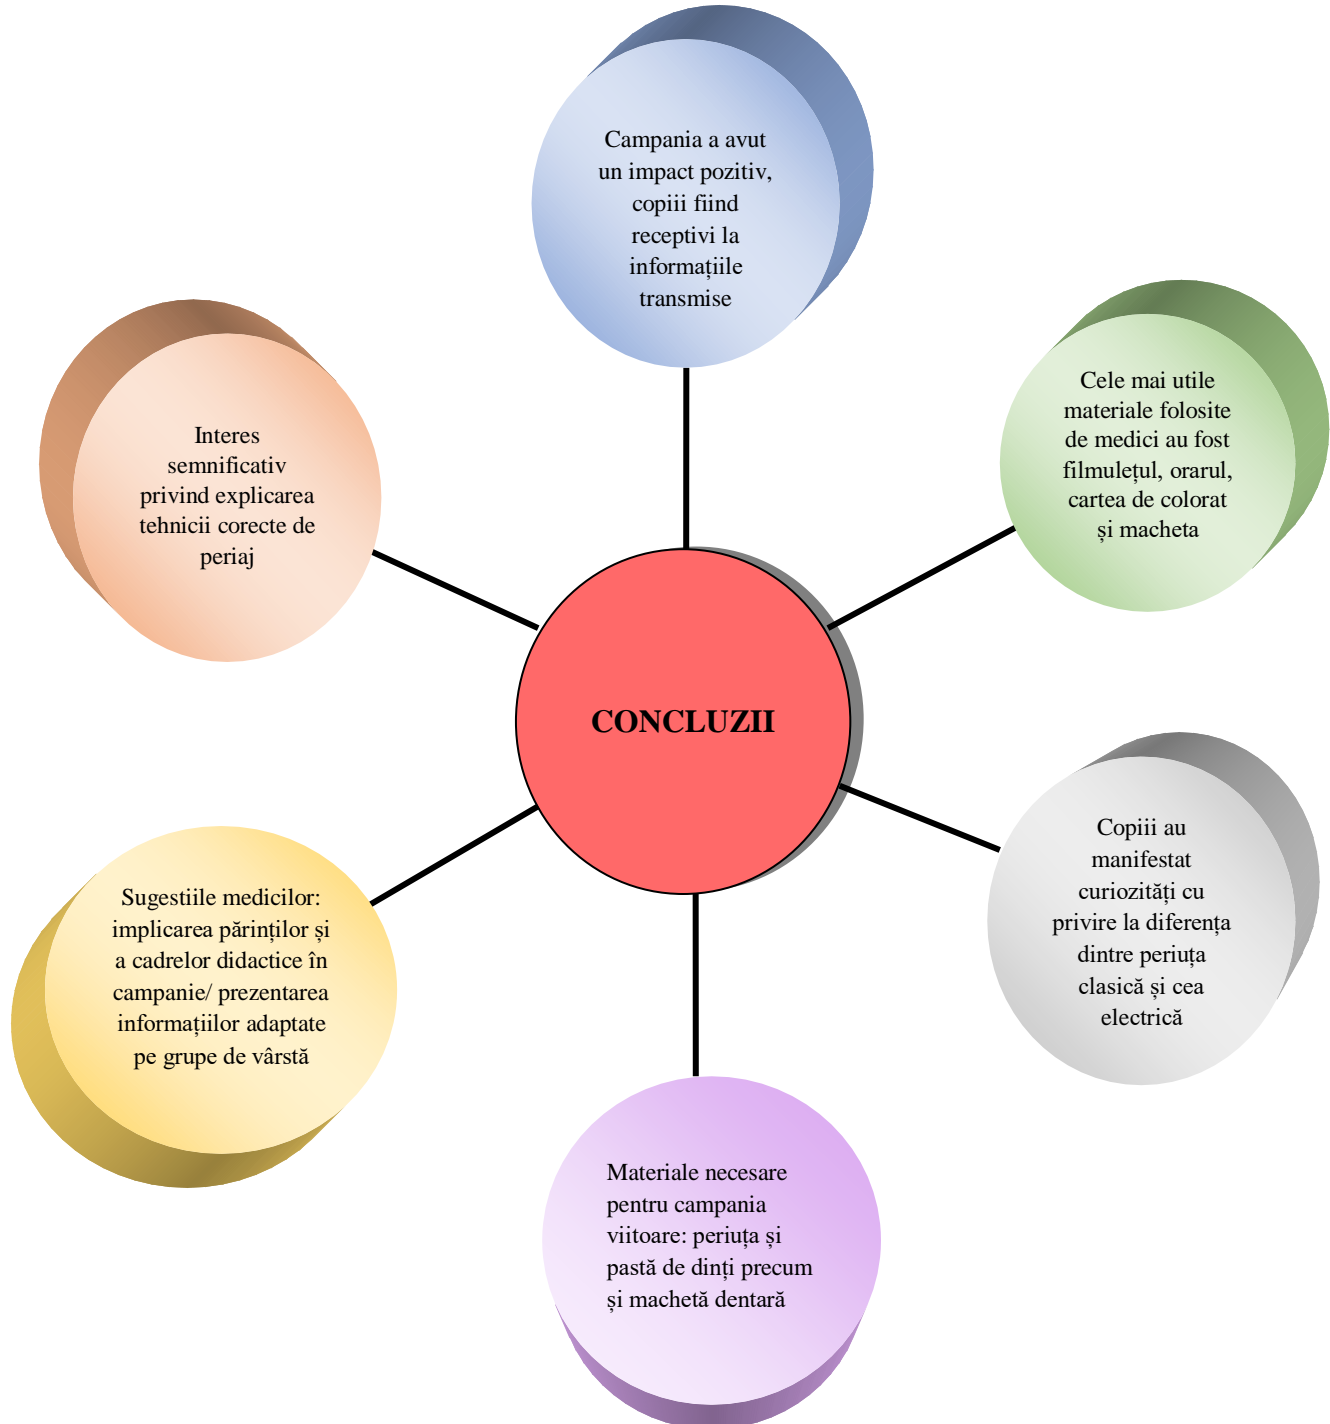 Campania a avut
un impact pozitiv,
copiii fiind
receptivi la
informațiile
transmise
Cele mai utile
materiale folosite
de medici au fost
filmulețul, orarul,
cartea de colorat
și macheta
Interes
semnificativ
privind explicarea
tehnicii corecte de
periaj
CONCLUZII
Copiii au
manifestat
curiozități cu
privire la diferența
dintre periuța
clasică și cea
electrică
Sugestiile medicilor:
implicarea părinților și
a cadrelor didactice în
campanie/ prezentarea
informațiilor adaptate
pe grupe de vârstă
Materiale necesare
pentru campania
viitoare: periuța și
pastă de dinți precum
și machetă dentară